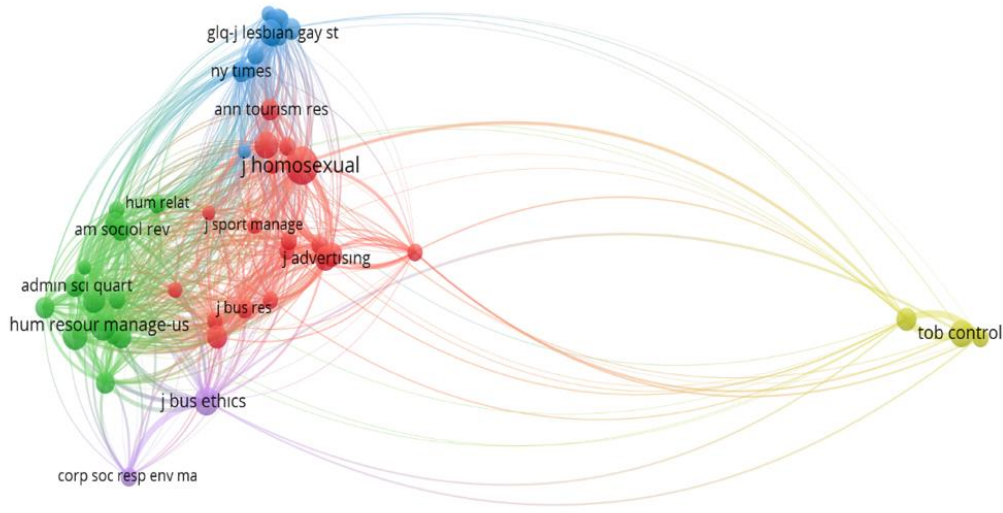 glq-j lesbian gay st
ny times
ann tourism res
j homosexual
hum relat
am sociol rev
j sport manage
j advertising
admin sci quart
j bus res
hum resour manage-us
tob control
j bus ethics
corp soc resp env ma